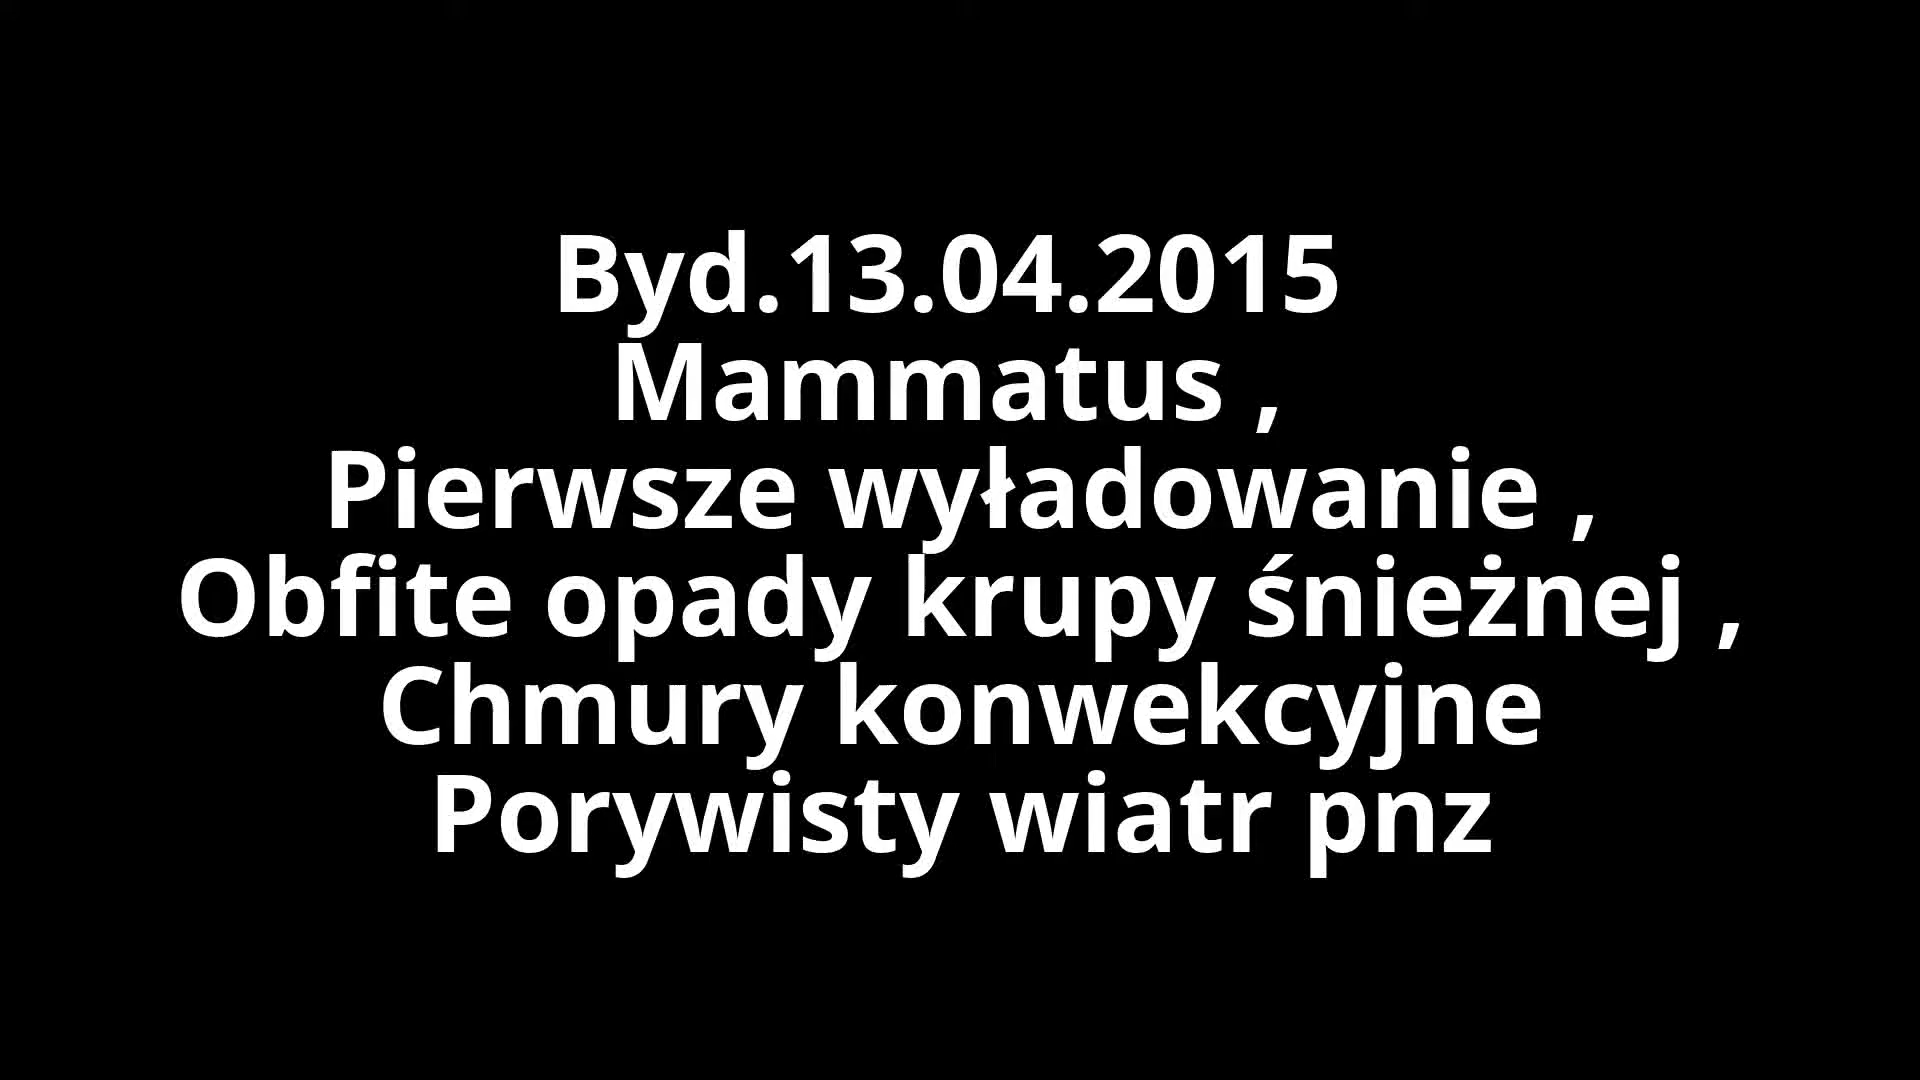 Byd.13.04.2015
Mammatus ,
Pierwsze wyładowanie ,
Obfite opady krupy śnieżnej ,
Chmury konwekcyjne
Porywisty wiatr pnz